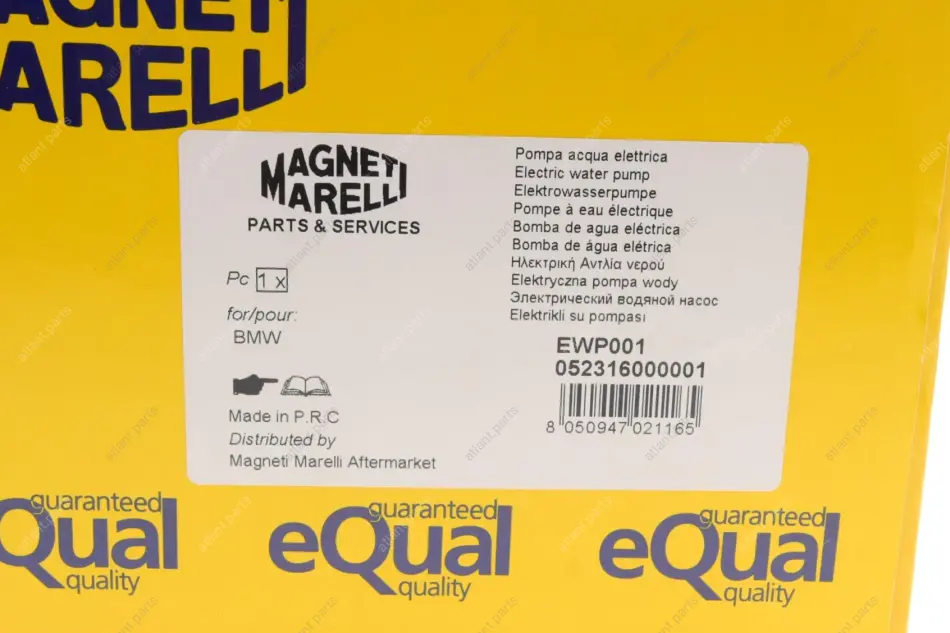 MAGNETI
MARELLI
MAGNETI
MARELLI
PARTS & SERVICES
Pc 1 x
for/pour:
BMW
Made in P.R.C
Distributed by
Magneti Marelli Aftermarket
Pompa acqua elettrica
Electric water pump
Elektrowasserpumpe
Pompe à eau électrique
Bomba de agua eléctrica
Bomba de água elétrica
Ηλεκτρική Αντλία νερού
Elektryczna pompa wody
Электрический водяной насос
Elektrikli su pompası
EWP001
052316000001
8 050947 021165
guaranteed
eQual
quality
guaranteed
eQual
quality
guaranteed
eQual
quality
atlant.parts